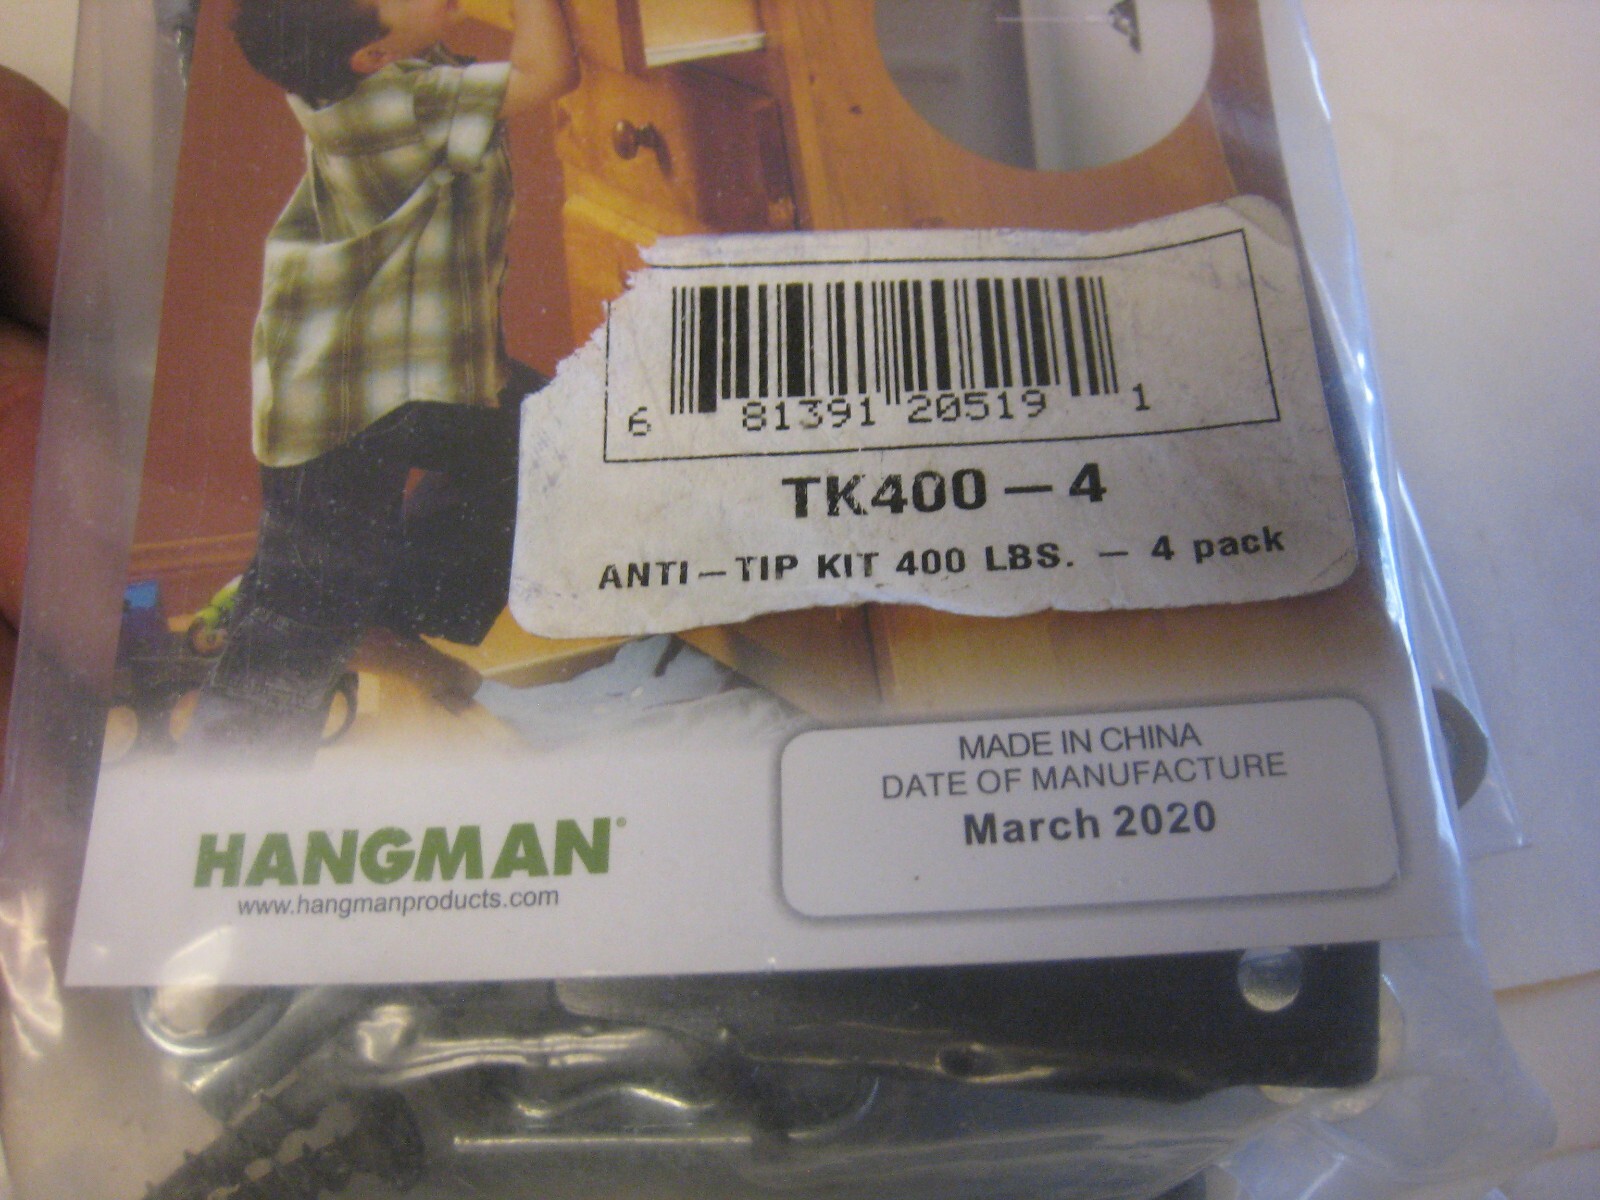 6 81391 20519 1
TK400-4
ANTI-TIP KIT 400 LBS. - 4 pack
MADE IN CHINA
DATE OF MANUFACTURE
March 2020
HANGMAN®
www.hangmanproducts.com